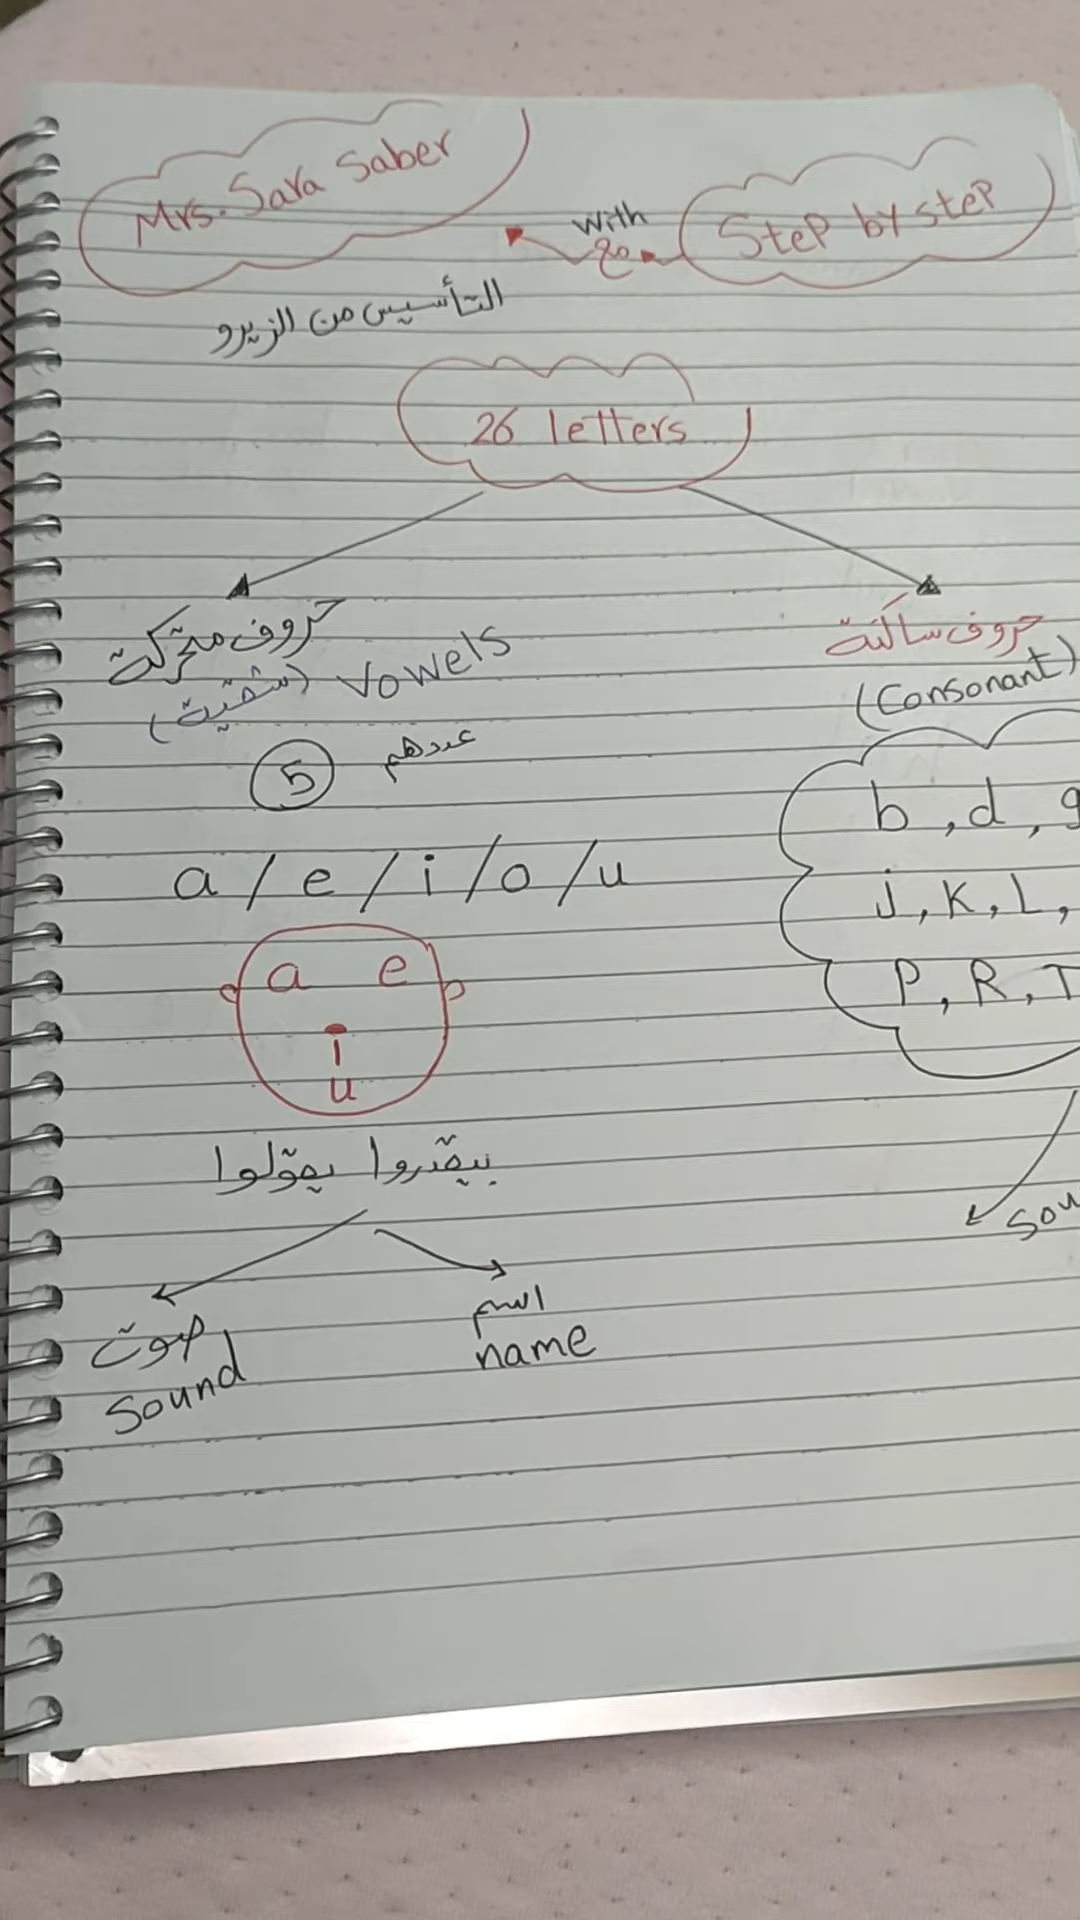 Mrs. Sara Saber with مع Step by step
التأسيس من الزيرو
26 letters
حروف متحركة
(شفتية) Vowels
عددهم 5
a / e / i / o / u
a e
i
u
بيقدروا يقولوا
صوت
Sound
اسم
name
حروف ساكنة
(Consonant)
b , d , g
j , K , L ,
P , R , T